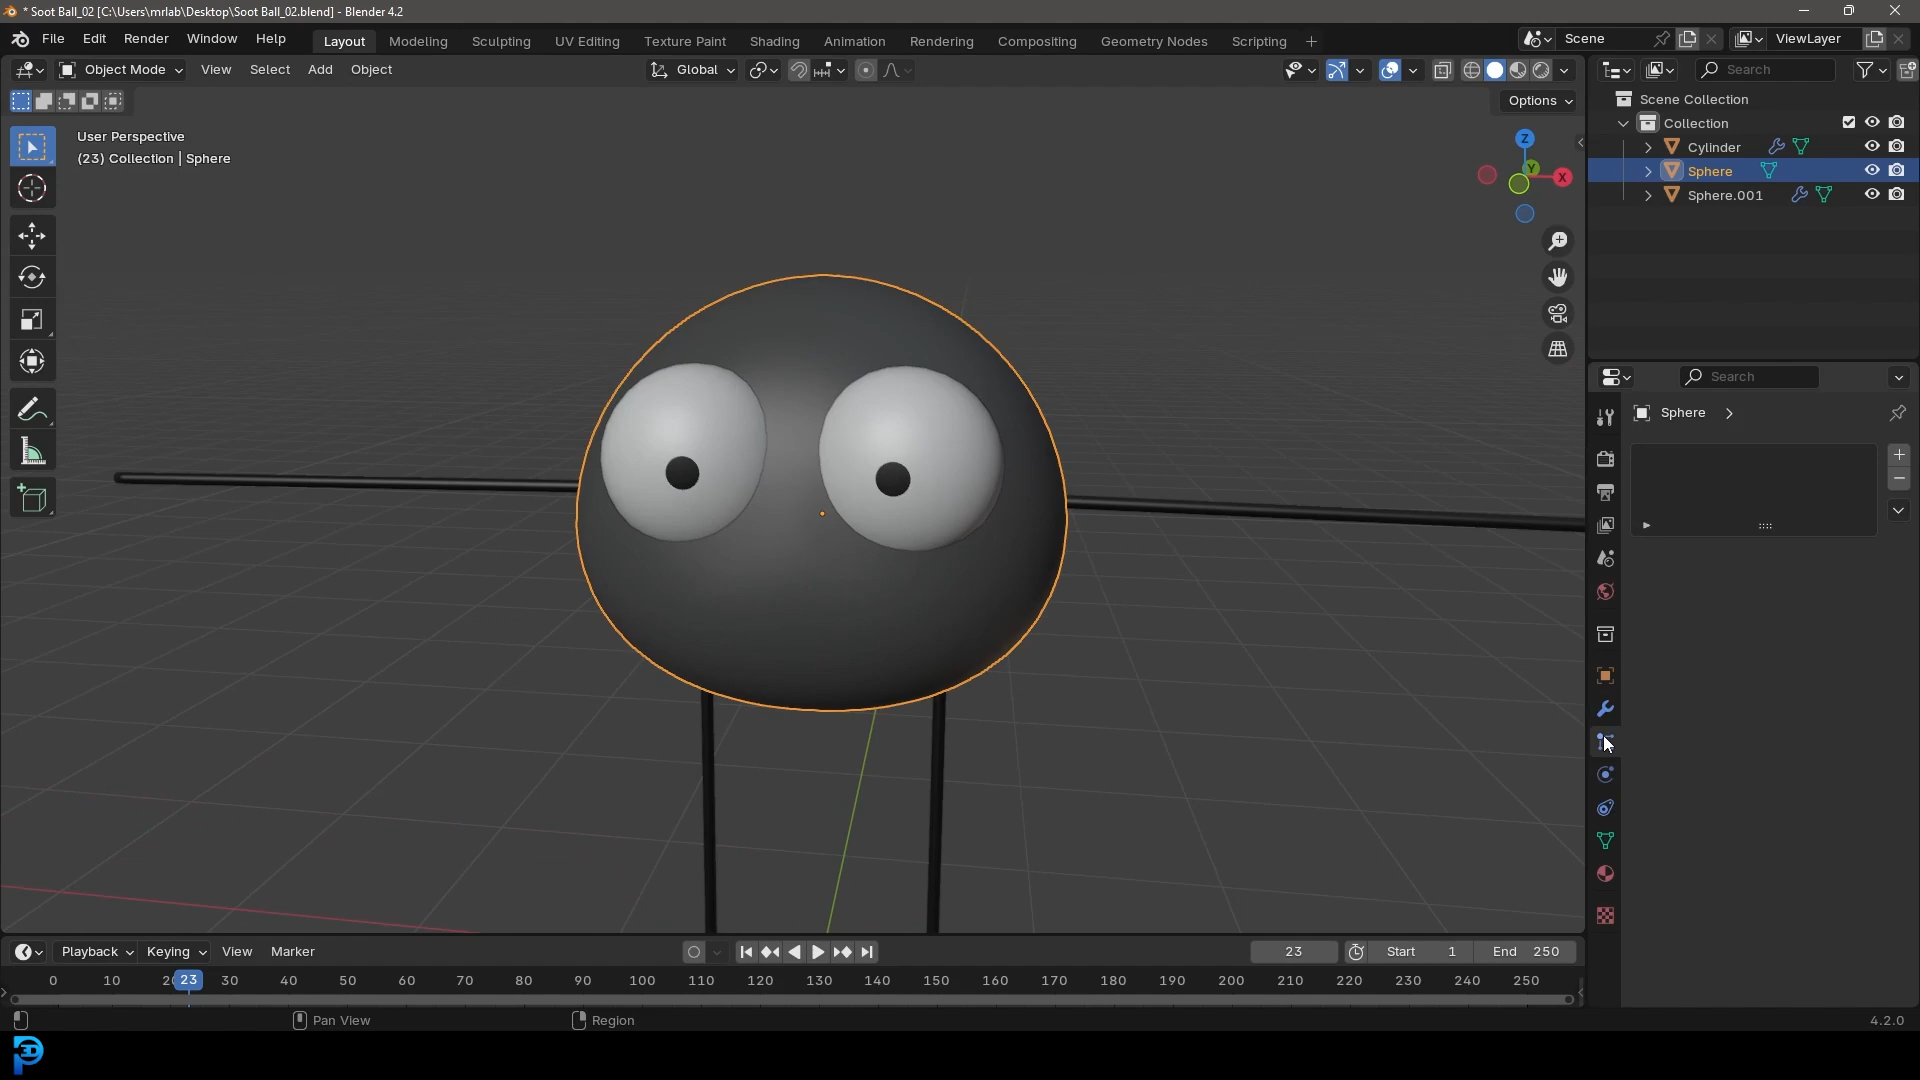 * Soot Ball_02 [C:\Users\mrlab\Desktop\Soot Ball_02.blend] - Blender 4.2
File Edit Render Window Help Layout Modeling Sculpting UV Editing Texture Paint Shading Animation Rendering Compositing Geometry Nodes Scripting + Scene ViewLayer
Object Mode View Select Add Object Global Search
Options
User Perspective
(23) Collection | Sphere
Z
Y
X
Scene Collection
Collection
Cylinder
Sphere
Sphere.001
Search
Sphere
Playback Keying View Marker 23 Start 1 End 250
0 10 20 23 30 40 50 60 70 80 90 100 110 120 130 140 150 160 170 180 190 200 210 220 230 240 250
Pan View Region 4.2.0
3D